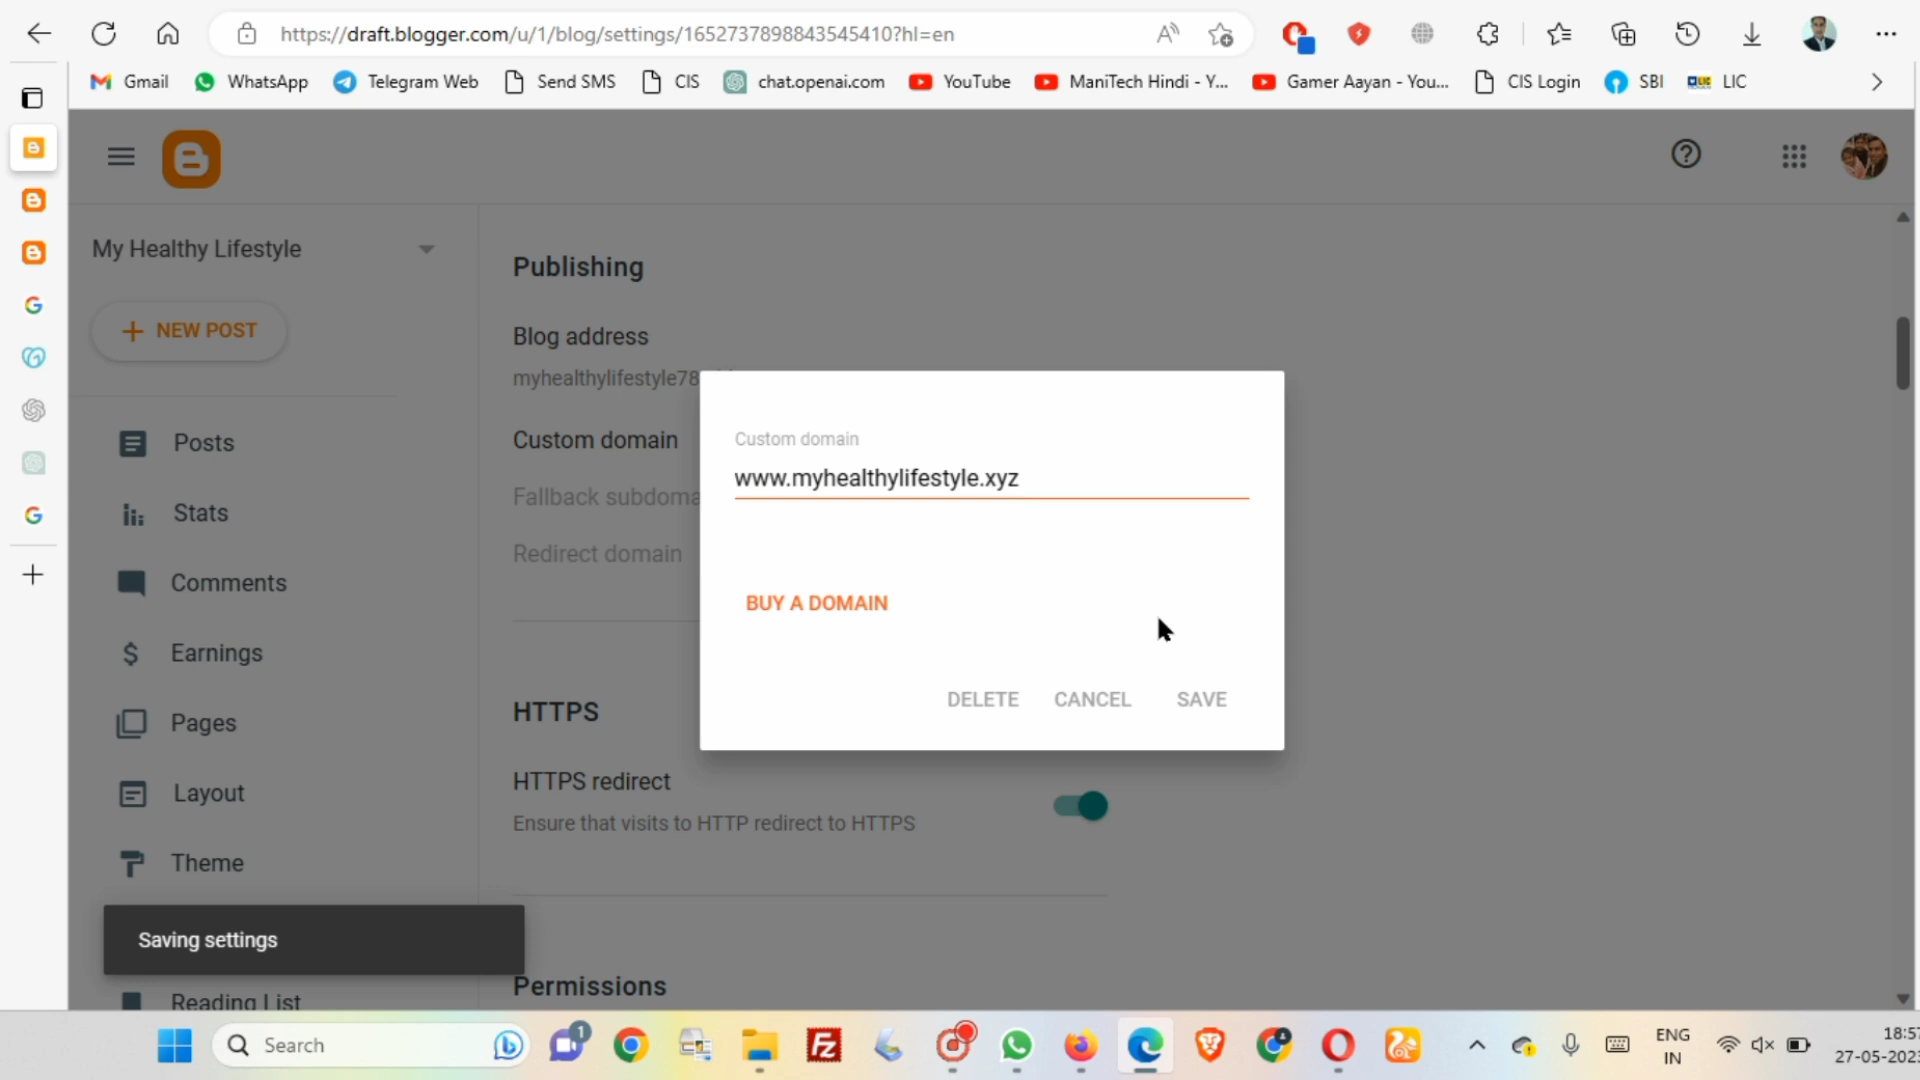 https://draft.blogger.com/u/1/blog/settings/1652737898843545410?hl=en
Gmail WhatsApp Telegram Web Send SMS CIS chat.openai.com YouTube ManiTech Hindi - Y... Gamer Aayan - You... CIS Login SBI LIC
My Healthy Lifestyle
NEW POST
Posts
Stats
Comments
Earnings
Pages
Layout
Theme
Reading List
Saving settings
Publishing
Blog address
myhealthylifestyle78
Custom domain
Fallback subdoma
Redirect domain
HTTPS
HTTPS redirect
Ensure that visits to HTTP redirect to HTTPS
Permissions
Custom domain
www.myhealthylifestyle.xyz
BUY A DOMAIN
DELETE CANCEL SAVE
Search
1
ENG
IN
18:57
27-05-2023